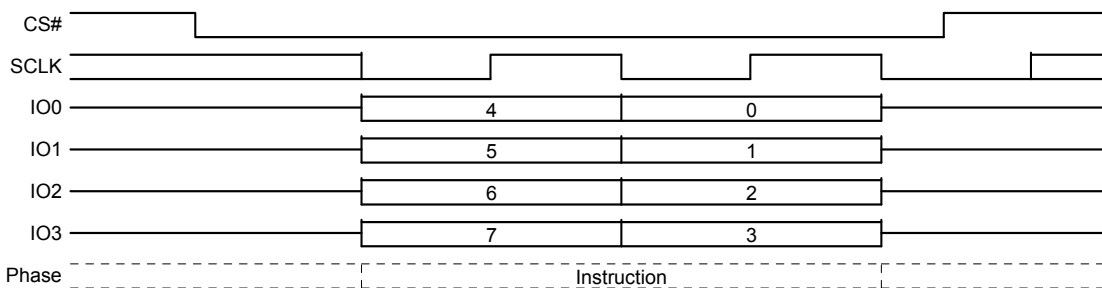 CS#
SCLK
IO0 4 0
IO1 5 1
IO2 6 2
IO3 7 3
Phase Instruction